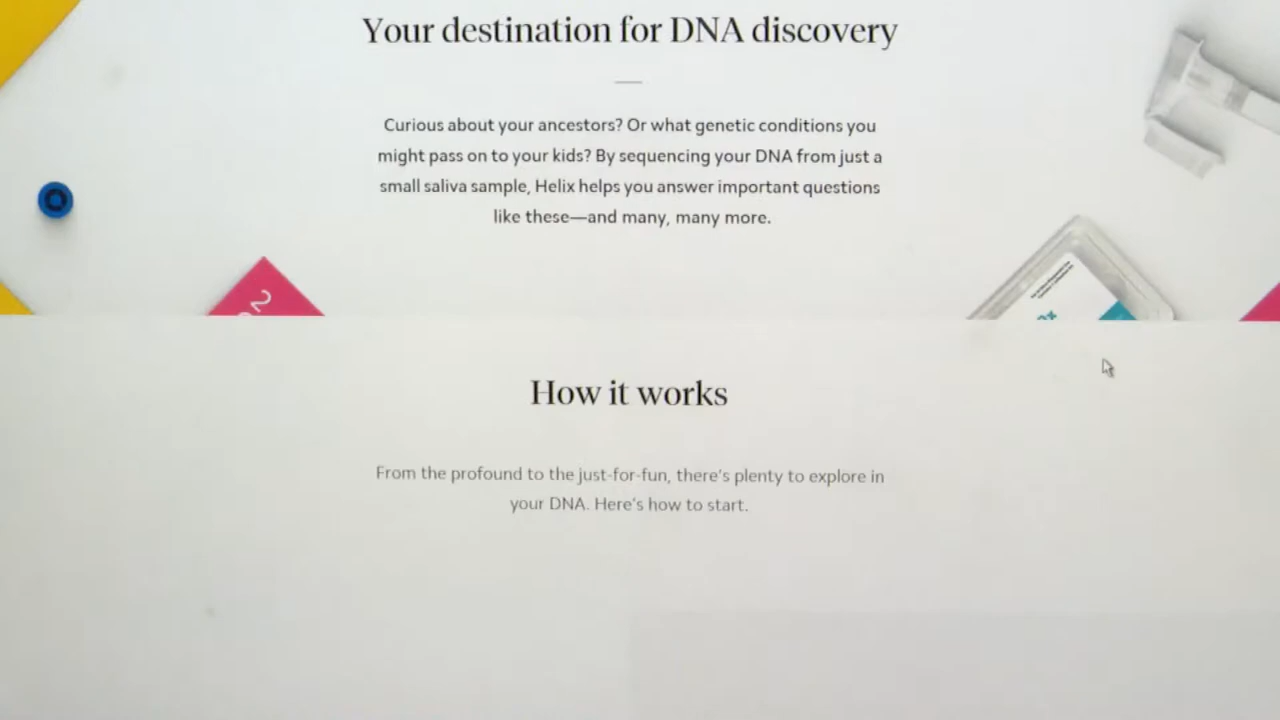 Your destination for DNA discovery
Curious about your ancestors? Or what genetic conditions you
might pass on to your kids? By sequencing your DNA from just a
small saliva sample, Helix helps you answer important questions
like these—and many, many more.
2
How it works
From the profound to the just-for-fun, there's plenty to explore in
your DNA. Here's how to start.